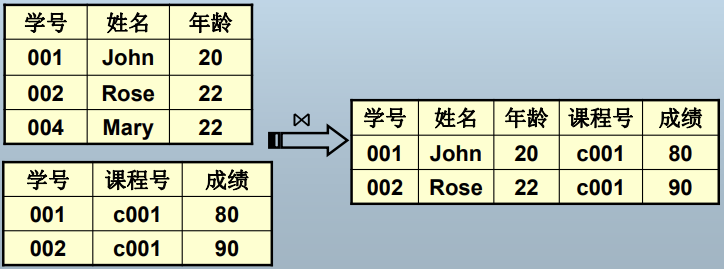 学号 姓名 年龄
001 John 20
002 Rose 22
004 Mary 22
学号 课程号 成绩
001 c001 80
002 c001 90
⋈
学号 姓名 年龄 课程号 成绩
001 John 20 c001 80
002 Rose 22 c001 90